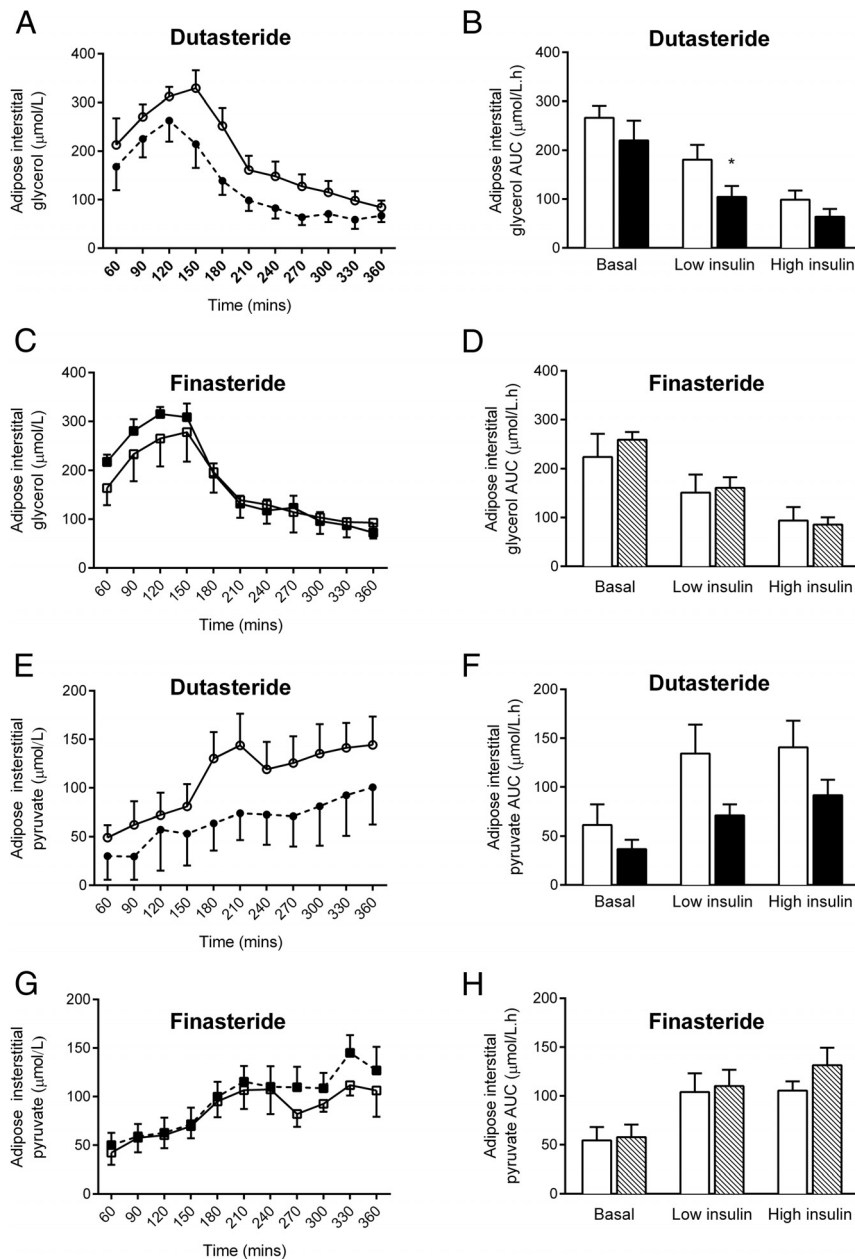 A
Dutasteride
Adipose interstital
glycerol (μmol/L)
400
300
200
100
0
60 90 120 150 180 210 240 270 300 330 360
Time (mins)
B
Dutasteride
Adipose interstital
glycerol AUC (μmol/L.h)
400
300
200
100
0
*
Basal Low insulin High insulin
C
Finasteride
Adipose interstital
glycerol (μmol/L)
400
300
200
100
0
60 90 120 150 180 210 240 270 300 330 360
Time (mins)
D
Finasteride
Adipose interstital
glycerol AUC (μmol/L.h)
400
300
200
100
0
Basal Low insulin High insulin
E
Dutasteride
Adipose insterstitial
pyruvate (μmol/L)
200
150
100
50
0
60 90 120 150 180 210 240 270 300 330 360
Time (mins)
F
Dutasteride
Adipose interstital
pyruvate AUC (μmol/L.h)
200
150
100
50
0
Basal Low insulin High insulin
G
Finasteride
Adipose insterstitial
pyruvate (μmol/L)
200
150
100
50
0
60 90 120 150 180 210 240 270 300 330 360
Time (mins)
H
Finasteride
Adipose interstital
pyruvate AUC (μmol/L.h)
200
150
100
50
0
Basal Low insulin High insulin